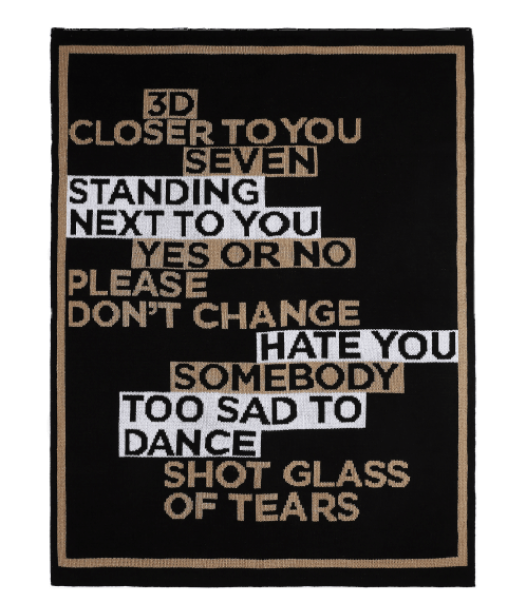 3D
CLOSER TO YOU
SEVEN
STANDING
NEXT TO YOU
YES OR NO
PLEASE
DON'T CHANGE
HATE YOU
SOMEBODY
TOO SAD TO
DANCE
SHOT GLASS
OF TEARS